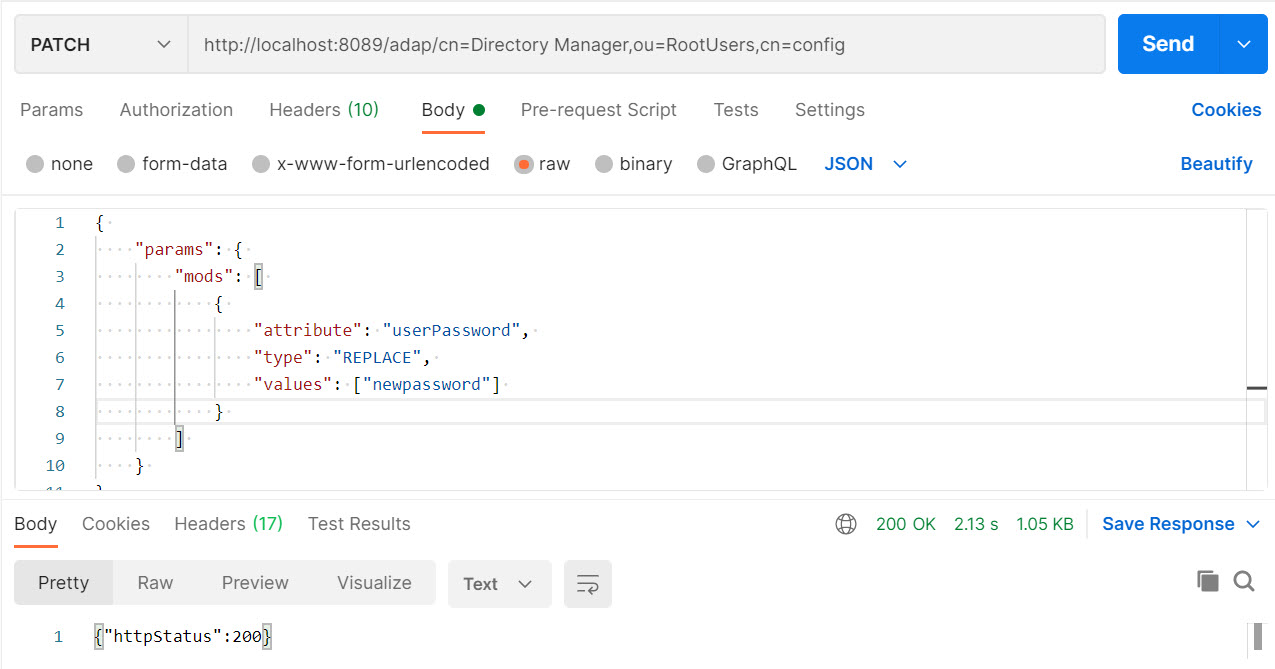 PATCH http://localhost:8089/adap/cn=Directory Manager,ou=RootUsers,cn=config Send
Params Authorization Headers (10) Body Pre-request Script Tests Settings Cookies
none form-data x-www-form-urlencoded raw binary GraphQL JSON Beautify
1 {
2 "params": {
3 "mods": [
4 {
5 "attribute": "userPassword",
6 "type": "REPLACE",
7 "values": ["newpassword"]
8 }
9 ]
10 }
11 }
Body Cookies Headers (17) Test Results 200 OK 2.13 s 1.05 KB Save Response
Pretty Raw Preview Visualize Text
1 {"httpStatus":200}